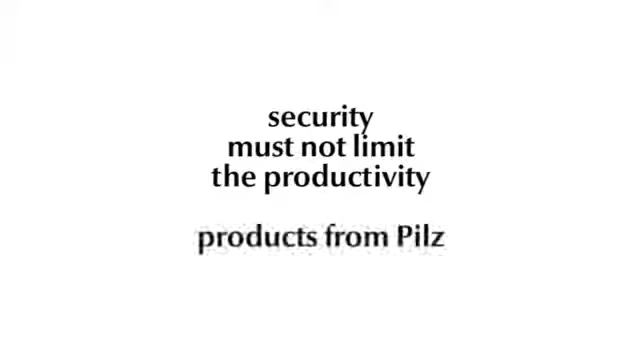 security
must not limit
the productivity
products from Pilz